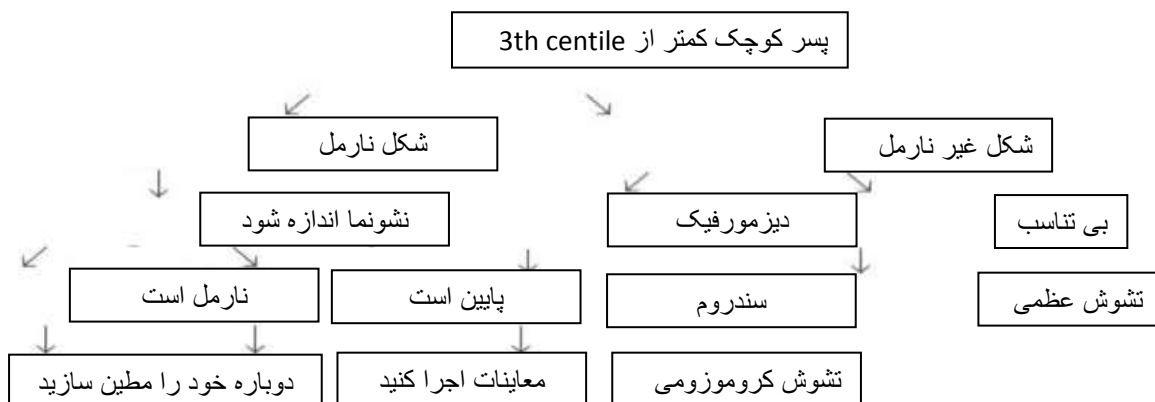 پسر کوچک کمتر از 3th centile
شکل غیر نارمل
شکل نارمل
بی تناسب
دیزمورفیک
نشونما اندازه شود
تشوش عظمی
سندروم
پایین است
نارمل است
تشوش کروموزومی
معاینات اجرا کنید
دوباره خود را مطین سازید